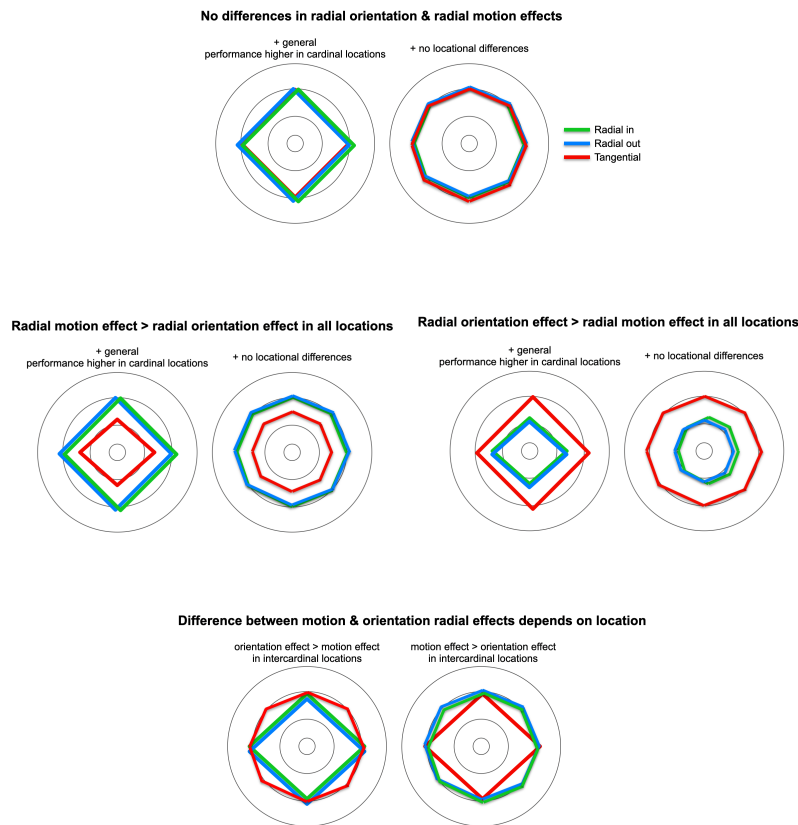 No differences in radial orientation & radial motion effects
+ general
performance higher in cardinal locations
+ no locational differences
Radial in
Radial out
Tangential
Radial motion effect > radial orientation effect in all locations
+ general
performance higher in cardinal locations
+ no locational differences
Radial orientation effect > radial motion effect in all locations
+ general
performance higher in cardinal locations
+ no locational differences
Difference between motion & orientation radial effects depends on location
orientation effect > motion effect
in intercardinal locations
motion effect > orientation effect
in intercardinal locations